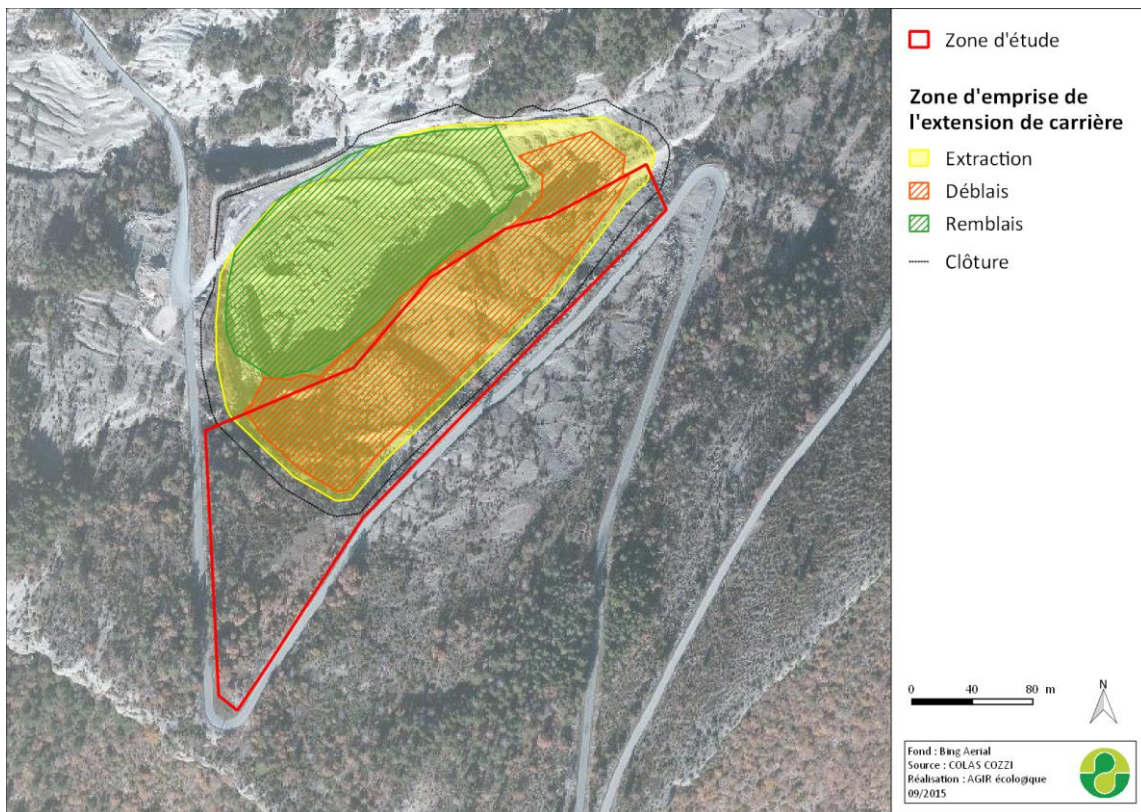 Zone d'étude
Zone d'emprise de
l'extension de carrière
Extraction
Déblais
Remblais
Clôture
0 40 80 m
N
Fond : Bing Aerial
Source : COLAS COZZI
Réalisation : AGIR écologique
09/2015